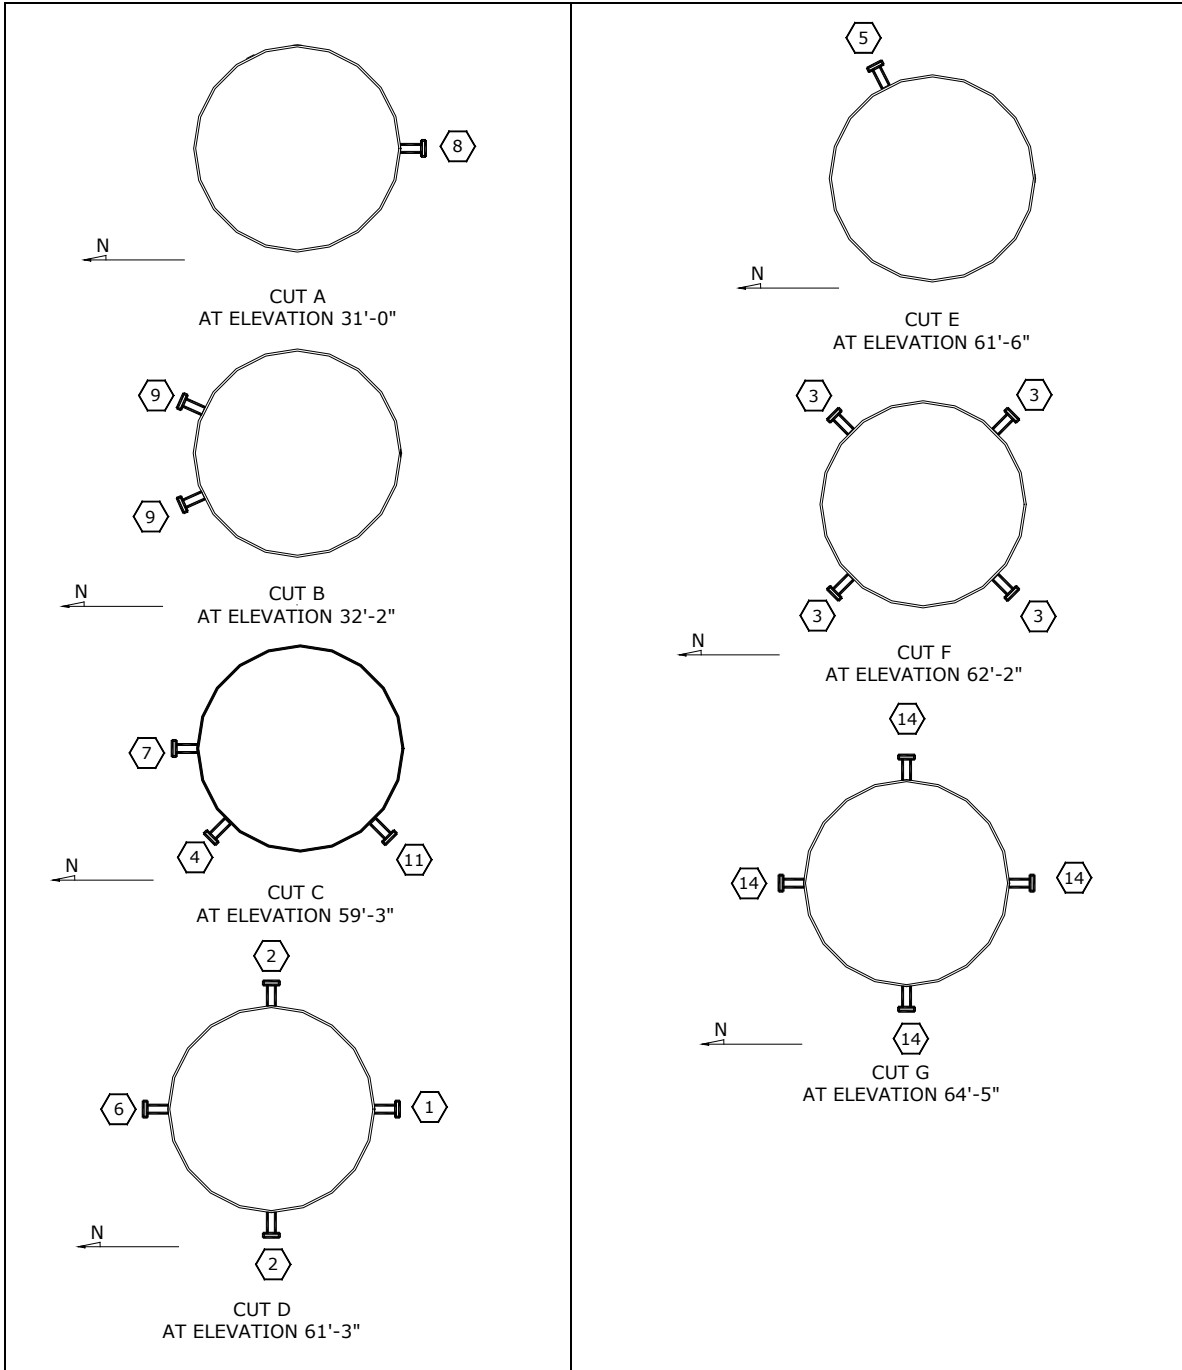 8
N
CUT A
AT ELEVATION 31'-0"
9
9
N
CUT B
AT ELEVATION 32'-2"
7
4
11
N
CUT C
AT ELEVATION 59'-3"
2
6
1
N
2
CUT D
AT ELEVATION 61'-3"
5
N
CUT E
AT ELEVATION 61'-6"
3
3
3
3
N
CUT F
AT ELEVATION 62'-2"
14
14
14
N
14
CUT G
AT ELEVATION 64'-5"